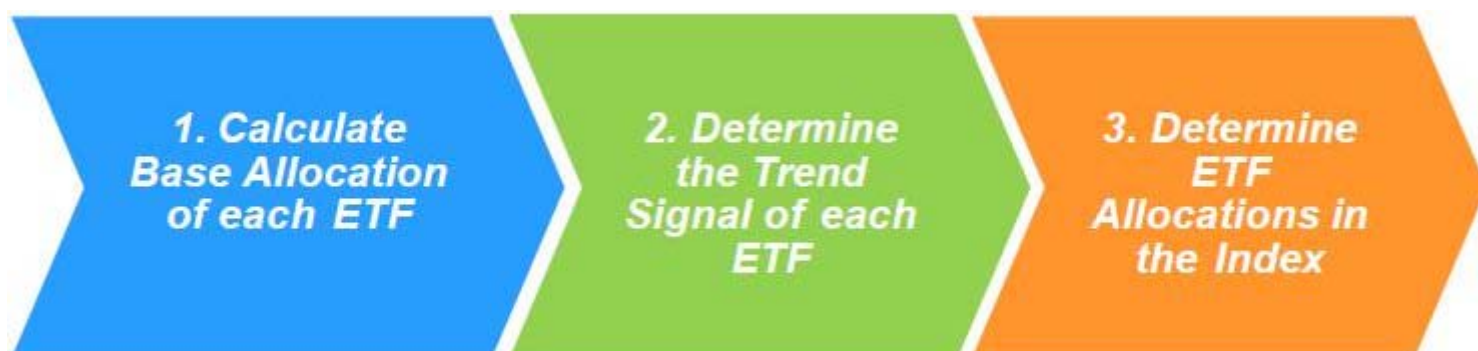 1. Calculate
Base Allocation
of each ETF
2. Determine
the Trend
Signal of each
ETF
3. Determine
ETF
Allocations in
the Index